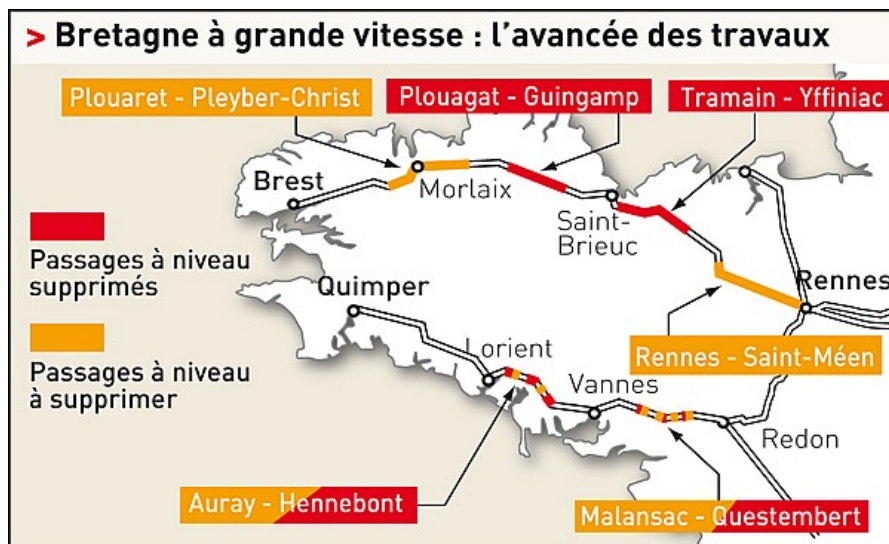 > Bretagne à grande vitesse : l'avancée des travaux
Plouaret - Pleyber-Christ
Plouagat - Guingamp
Tramain - Yffiniac
Brest
Morlaix
Saint-
Brieuc
Rennes
Passages à niveau
supprimés
Quimper
Passages à niveau
à supprimer
Lorient
Vannes
Rennes - Saint-Méen
Redon
Auray - Hennebont
Malansac - Questembert